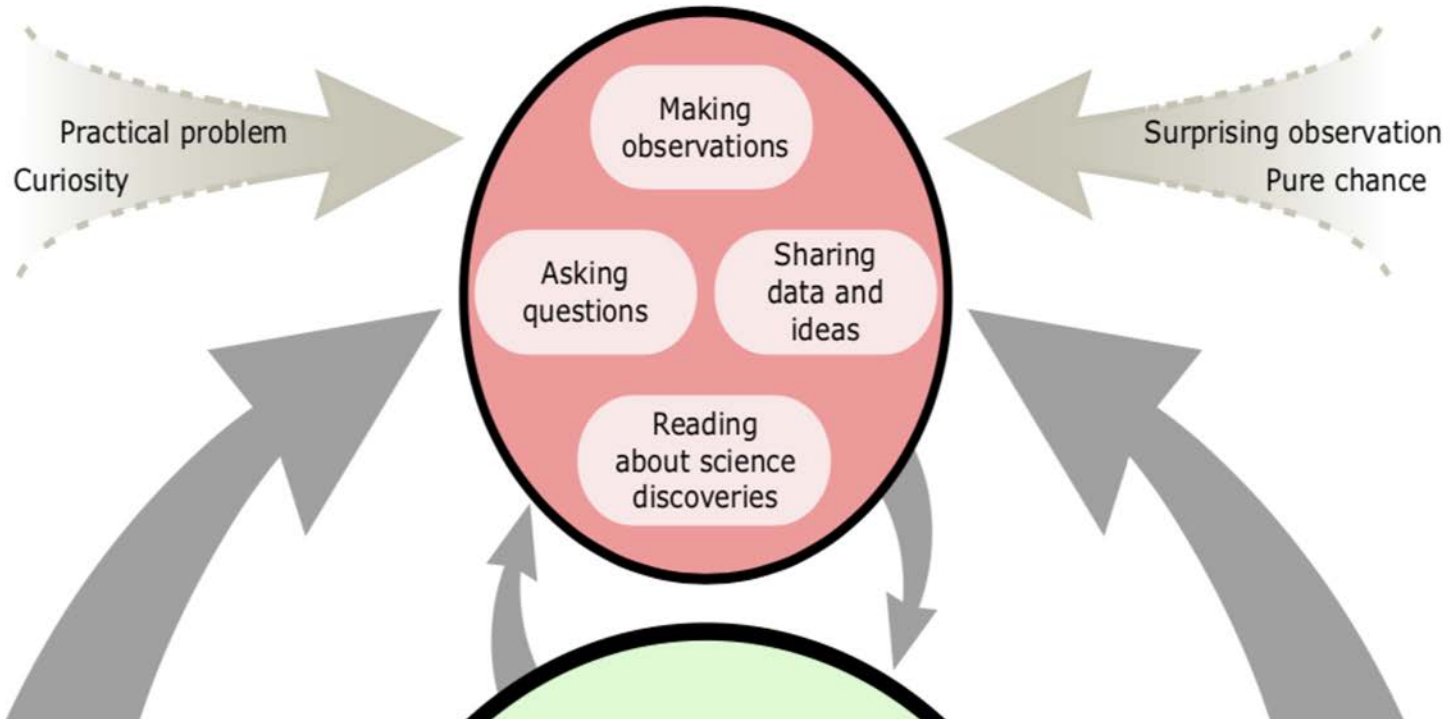 Practical problem
Curiosity
Making
observations
Surprising observation
Pure chance
Asking
questions
Sharing
data and
ideas
Reading
about science
discoveries